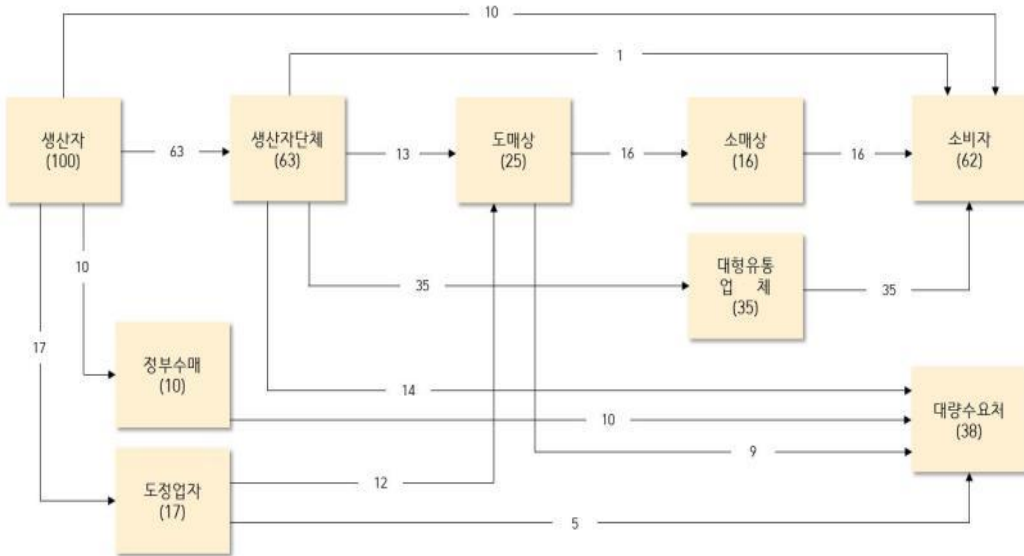 10
1
생산자
(100)
63
생산자단체
(63)
13
도매상
(25)
16
소매상
(16)
16
소비자
(62)
10
35
대형유통
업 체
(35)
35
17
정부수매
(10)
14
10
대량수요처
(38)
9
도정업자
(17)
12
5